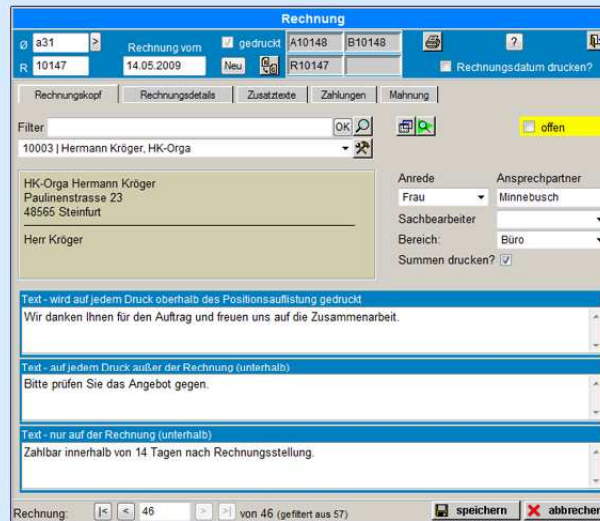 Rechnung
ø a31 > Rechnung vom gedruckt A10148 B10148 ?
R 10147 14.05.2009 Neu R10147 Rechnungsdatum drucken?
Rechnungskopf Rechnungsdetails Zusatztexte Zahlungen Mahnung
Filter OK offen
10003 | Hermann Kröger, HK-Orga
HK-Orga Hermann Kröger
Paulinenstrasse 23
48565 Steinfurt
Herr Kröger
Anrede Ansprechpartner
Frau Minnebusch
Sachbearbeiter
Bereich: Büro
Summen drucken?
Text - wird auf jedem Druck oberhalb des Positionsauflistung gedruckt
Wir danken Ihnen für den Auftrag und freuen uns auf die Zusammenarbeit.
Text - auf jedem Druck außer der Rechnung (unterhalb)
Bitte prüfen Sie das Angebot gegen.
Text - nur auf der Rechnung (unterhalb)
Zahlbar innerhalb von 14 Tagen nach Rechnungsstellung.
Rechnung: |< < 46 > >| von 46 (gefiltert aus 57) speichern abbrechen